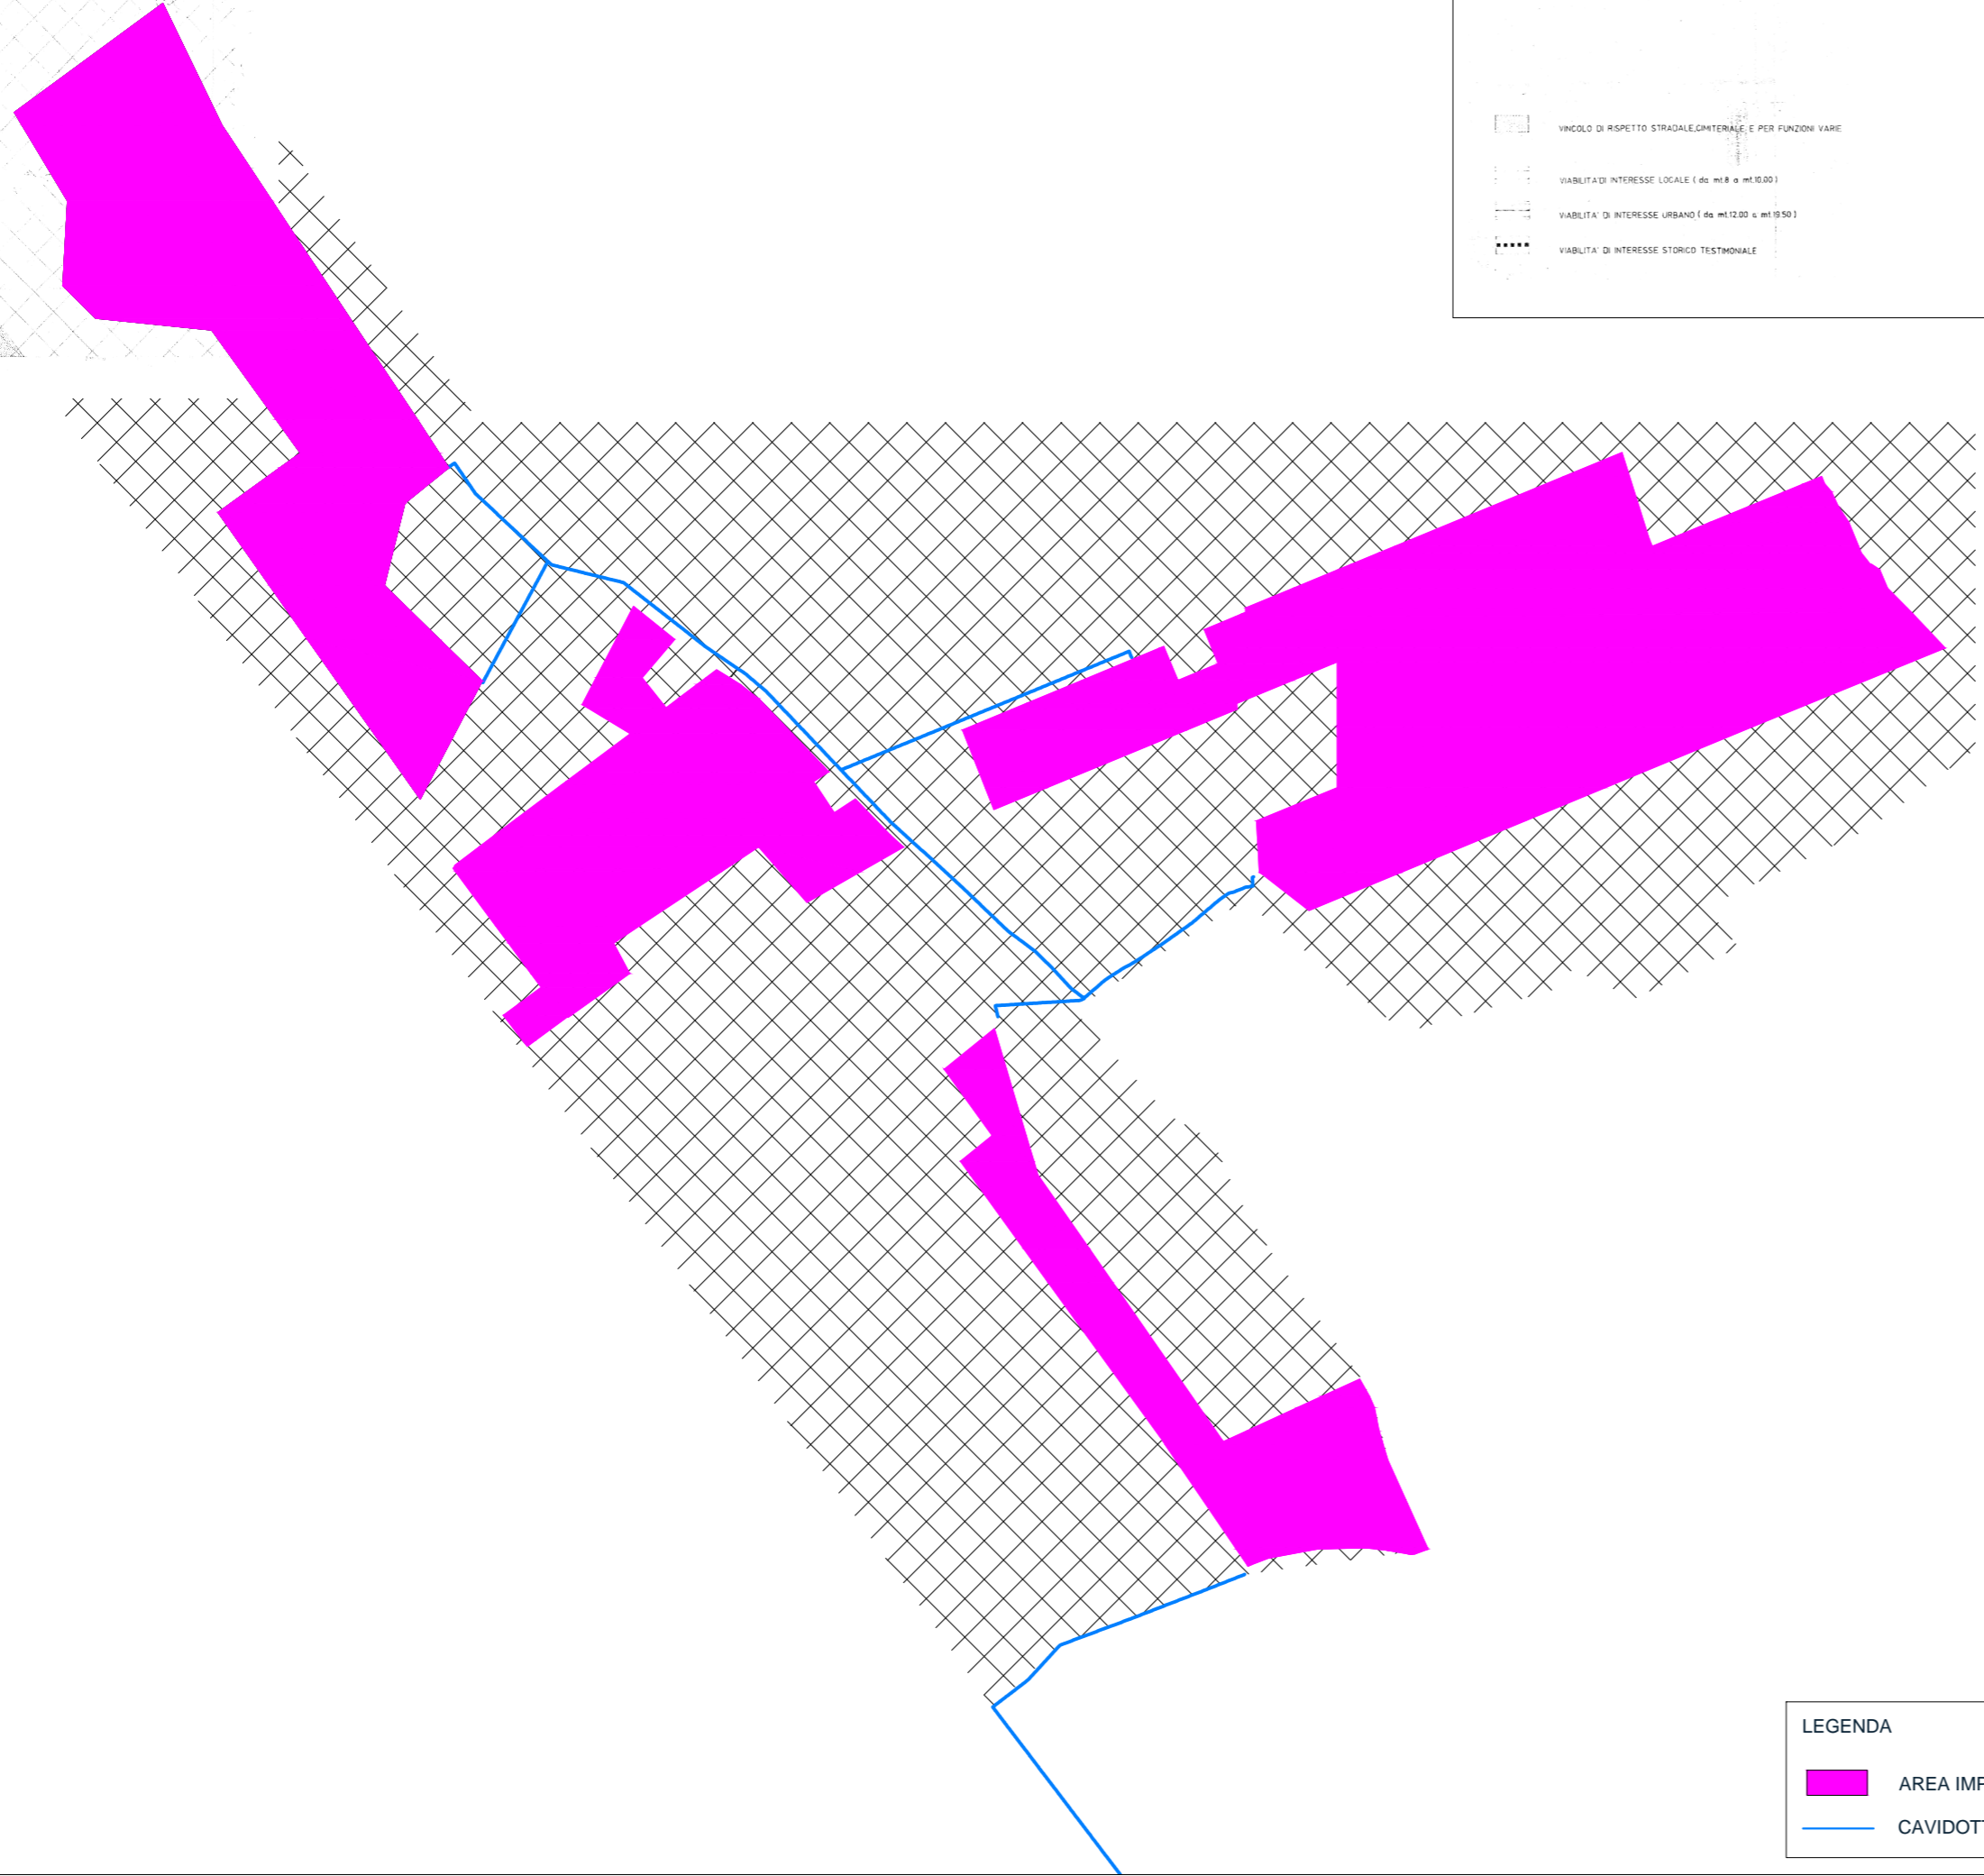 VINCOLO DI RISPETTO STRADALE,CIMITERIALE E PER FUNZIONI VARIE
VIABILITA' DI INTERESSE LOCALE ( da mt.8 a mt.10,00 )
VIABILITA' DI INTERESSE URBANO ( da mt.12.00 a mt.19.50 )
VIABILITA' DI INTERESSE STORICO TESTIMONIALE
LEGENDA
AREA IMP
CAVIDOTT